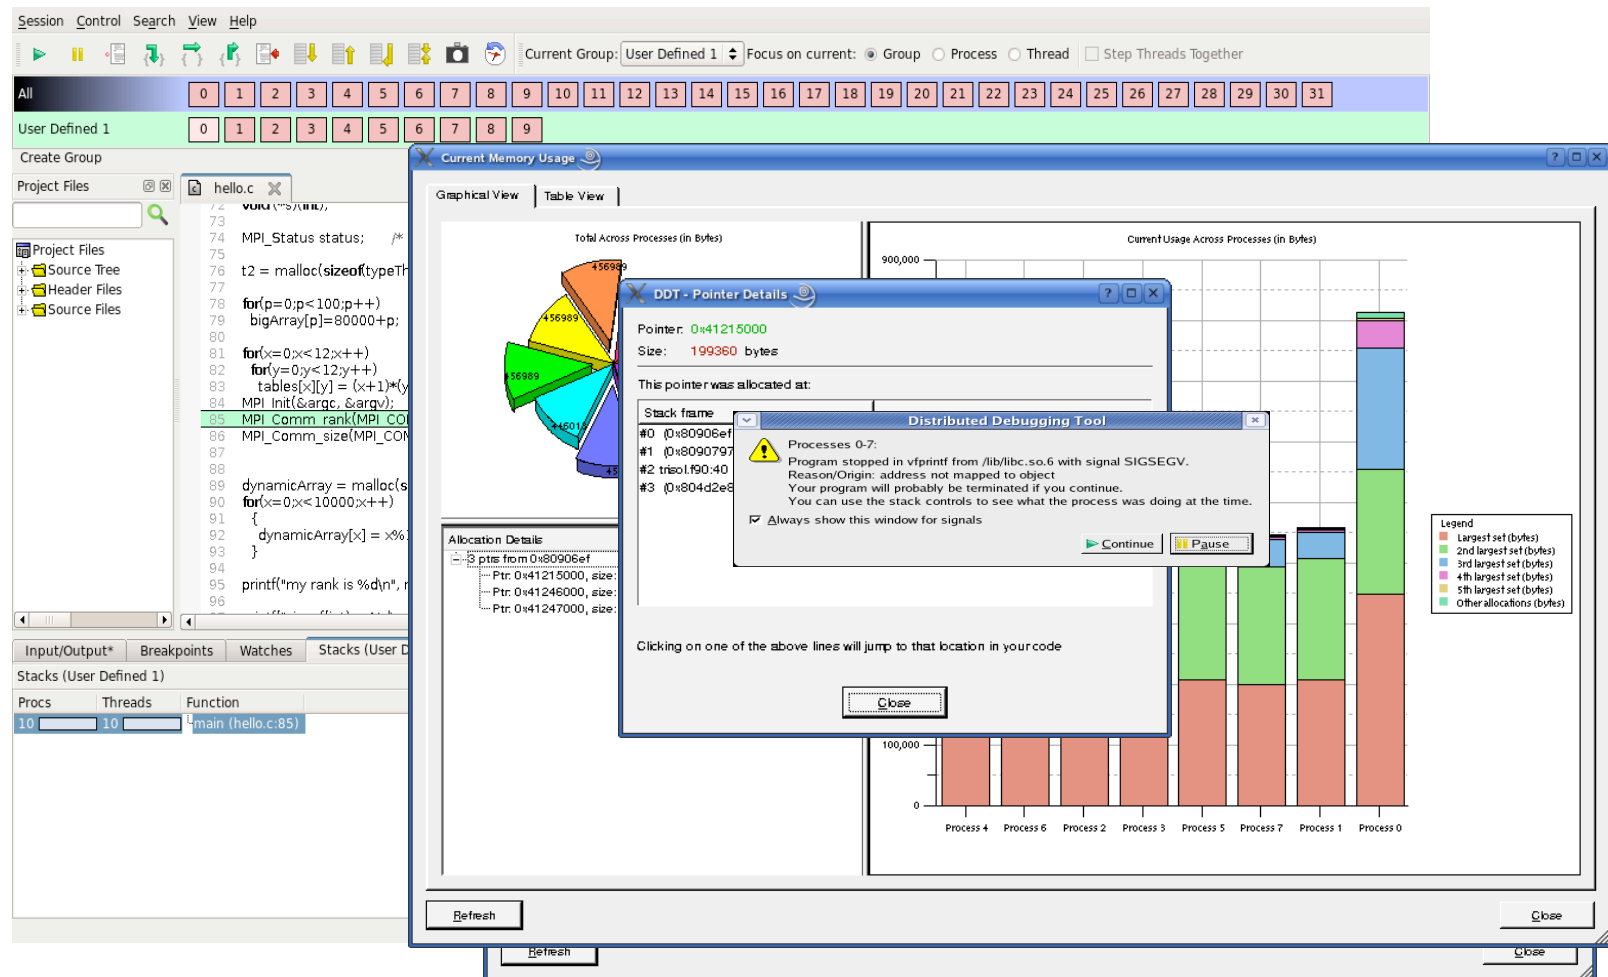 Session Control Search View Help
Current Group: User Defined 1 Focus on current: Group Process Thread Step Threads Together
All 0 1 2 3 4 5 6 7 8 9 10 11 12 13 14 15 16 17 18 19 20 21 22 23 24 25 26 27 28 29 30 31
User Defined 1 0 1 2 3 4 5 6 7 8 9
Create Group
Project Files
hello.c
Project Files
Source Tree
Header Files
Source Files
72 void (*s)(int);
73
74 MPI_Status status; /*
75
76 t2 = malloc(sizeof(typeTh
77
78 for(p=0;p<100;p++)
79 bigArray[p]=80000+p;
80
81 for(x=0;x<12;x++)
82 for(y=0;y<12;y++)
83 tables[x][y] = (x+1)*(y
84 MPI_Init(&argc, &argv);
85 MPI_Comm_rank(MPI_CO
86 MPI_Comm_size(MPI_CO
87
88
89 dynamicArray = malloc(s
90 for(x=0;x<10000;x++)
91 {
92 dynamicArray[x] = x%
93 }
94
95 printf("my rank is %d\n", r
96
Input/Output* Breakpoints Watches Stacks (User D
Stacks (User Defined 1)
Procs Threads Function
10 10 main (hello.c:85)
Current Memory Usage
Graphical View Table View
Total Across Processes (in Bytes)
456989
456989
56989
446013
45
Allocation Details
3 ptrs from 0x80906ef
Ptr: 0x41215000, size:
Ptr: 0x41246000, size:
Ptr: 0x41247000, size:
Current Usage Across Processes (in Bytes)
900,000
100,000
0
Process 4 Process 6 Process 2 Process 3 Process 5 Process 7 Process 1 Process 0
Legend
Largest set (bytes)
2nd largest set (bytes)
3rd largest set (bytes)
4th largest set (bytes)
5th largest set (bytes)
Other allocations (bytes)
DDT - Pointer Details
Pointer: 0x41215000
Size: 199360 bytes
This pointer was allocated at:
Stack frame
#0 (0x80906ef
#1 (0x8090797
#2 trisol.f90:40
#3 (0x804d2e8
Clicking on one of the above lines will jump to that location in your code
Close
Distributed Debugging Tool
Processes 0-7:
Program stopped in vfprintf from /lib/libc.so.6 with signal SIGSEGV.
Reason/Origin: address not mapped to object
Your program will probably be terminated if you continue.
You can use the stack controls to see what the process was doing at the time.
Always show this window for signals
Continue Pause
Refresh Close
Refresh Close